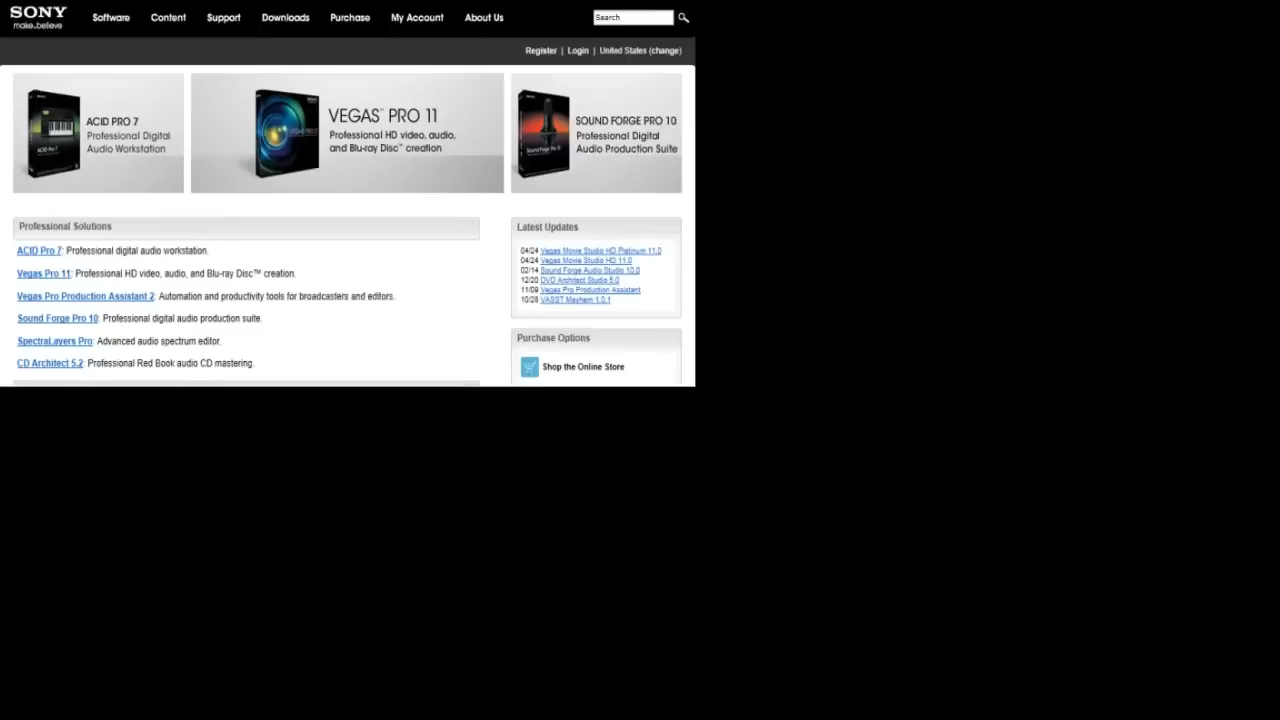 SONY
make.believe
Software Content Support Downloads Purchase My Account About Us
Search
Register | Login | United States (change)
ACID PRO 7
Professional Digital
Audio Workstation
VEGAS™ PRO 11
Professional HD video, audio,
and Blu-ray Disc™ creation
SOUND FORGE PRO 10
Professional Digital
Audio Production Suite
Professional Solutions
ACID Pro 7: Professional digital audio workstation.
Vegas Pro 11: Professional HD video, audio, and Blu-ray Disc™ creation.
Vegas Pro Production Assistant 2: Automation and productivity tools for broadcasters and editors.
Sound Forge Pro 10: Professional digital audio production suite.
SpectraLayers Pro: Advanced audio spectrum editor.
CD Architect 5.2: Professional Red Book audio CD mastering.
Latest Updates
04/24 Vegas Movie Studio HD Platinum 11.0
04/24 Vegas Movie Studio HD 11.0
02/14 Sound Forge Audio Studio 10.0
12/20 DVD Architect Studio 5.0
11/09 Vegas Pro Production Assistant
10/28 VASST Mayhem 1.0.1
Purchase Options
Shop the Online Store